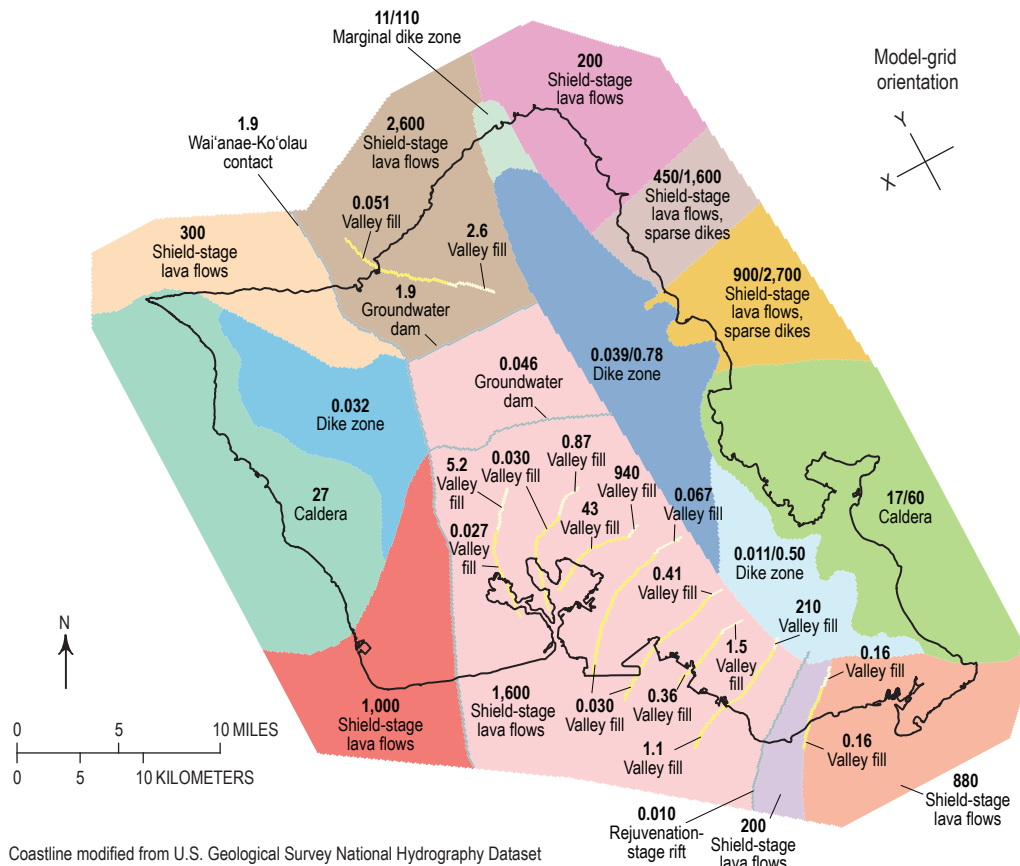 11/110
Marginal dike zone
200
Shield-stage
lava flows
Model-grid
orientation
Y
X
1.9
Wai‘anae-Ko‘olau
contact
2,600
Shield-stage
lava flows
450/1,600
Shield-stage
lava flows,
sparse dikes
0.051
Valley fill
2.6
Valley fill
300
Shield-stage
lava flows
900/2,700
Shield-stage
lava flows,
sparse dikes
1.9
Groundwater
dam
0.039/0.78
Dike zone
0.046
Groundwater
dam
0.032
Dike zone
0.87
Valley fill
0.030
Valley fill
5.2
Valley
fill
940
Valley fill
0.067
Valley fill
27
Caldera
43
Valley fill
17/60
Caldera
0.027
Valley
fill
0.011/0.50
Dike zone
0.41
Valley fill
210
Valley fill
N
1.5
Valley
fill
0.16
Valley fill
0.36
Valley fill
0.030
Valley fill
1,000
Shield-stage
lava flows
1,600
Shield-stage
lava flows
0 5 10 MILES
0 5 10 KILOMETERS
1.1
Valley fill
0.16
Valley fill
880
Shield-stage
lava flows
0.010
Rejuvenation-
stage rift
200
Shield-stage
lava flows
Coastline modified from U.S. Geological Survey National Hydrography Dataset